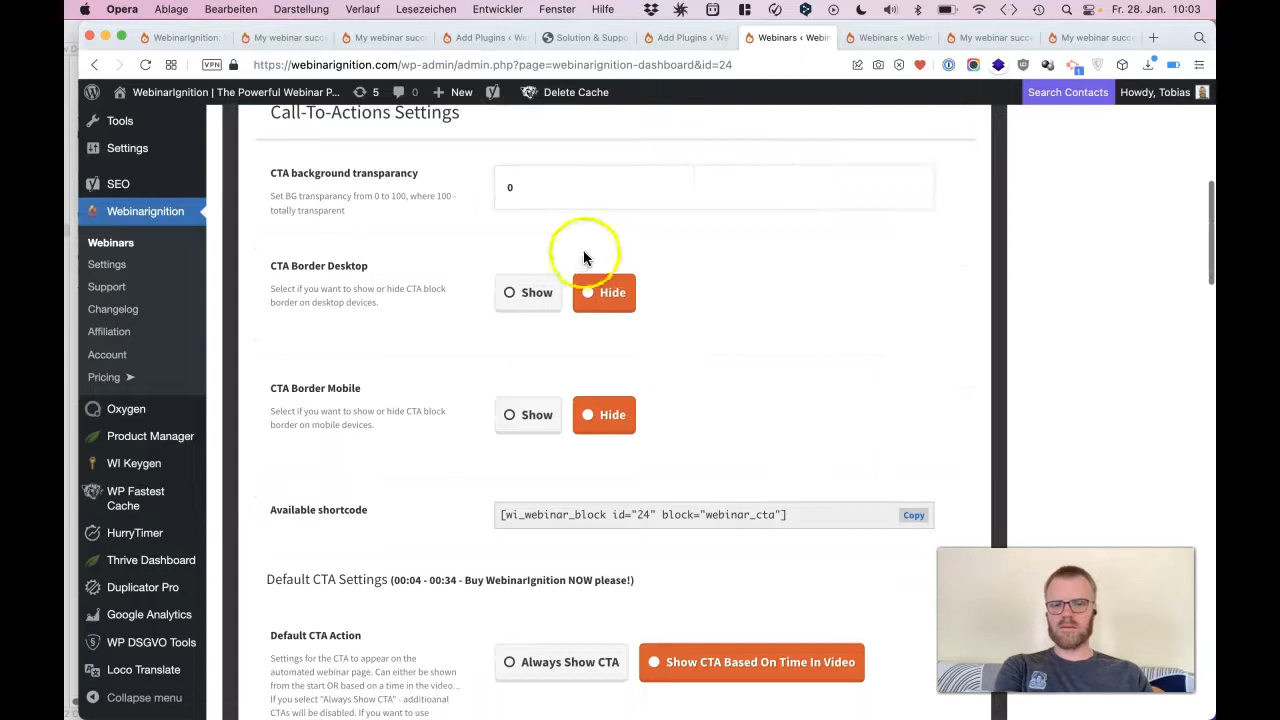 Opera Ablage Bearbeiten Darstellung Verlauf Lesezeichen Entwickler Fenster Hilfe Fr. 28. Jan. 10:03
WebinarIgnition: My webinar succ My webinar succ Add Plugins ‹ We Solution & Suppo Add Plugins ‹ We Webinars ‹ Webin Webinars ‹ Webin My webinar succ My webinar succ
VPN https://webinarignition.com/wp-admin/admin.php?page=webinarignition-dashboard&id=24
WebinarIgnition | The Powerful Webinar P... 5 0 New Delete Cache Search Contacts Howdy, Tobias
Tools
Settings
SEO
Webinarignition
Webinars
Settings
Support
Changelog
Affiliation
Account
Pricing ➤
Oxygen
Product Manager
WI Keygen
WP Fastest
Cache
HurryTimer
Thrive Dashboard
Duplicator Pro
Google Analytics
WP DSGVO Tools
Loco Translate
Collapse menu
Call-To-Actions Settings
CTA background transparancy
Set BG transparancy from 0 to 100, where 100 -
totally transparent
0
CTA Border Desktop
Select if you want to show or hide CTA block
border on desktop devices.
Show Hide
CTA Border Mobile
Select if you want to show or hide CTA block
border on mobile devices.
Show Hide
Available shortcode
[wi_webinar_block id="24" block="webinar_cta"] Copy
Default CTA Settings (00:04 - 00:34 - Buy WebinarIgnition NOW please!)
Default CTA Action
Settings for the CTA to appear on the
automated webinar page. Can either be shown
from the start OR based on a time in the video...
If you select "Always Show CTA" - additioanal
CTAs will be disabled. If you want to use
Always Show CTA Show CTA Based On Time In Video